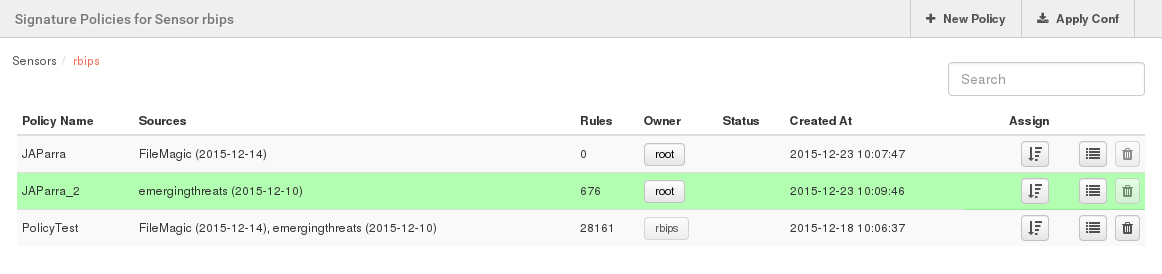 Signature Policies for Sensor rbips New Policy Apply Conf
Sensors / rbips
Search
Policy Name Sources Rules Owner Status Created At Assign
JAParra FileMagic (2015-12-14) 0 root 2015-12-23 10:07:47
JAParra_2 emergingthreats (2015-12-10) 676 root 2015-12-23 10:09:46
PolicyTest FileMagic (2015-12-14), emergingthreats (2015-12-10) 28161 rbips 2015-12-18 10:06:37